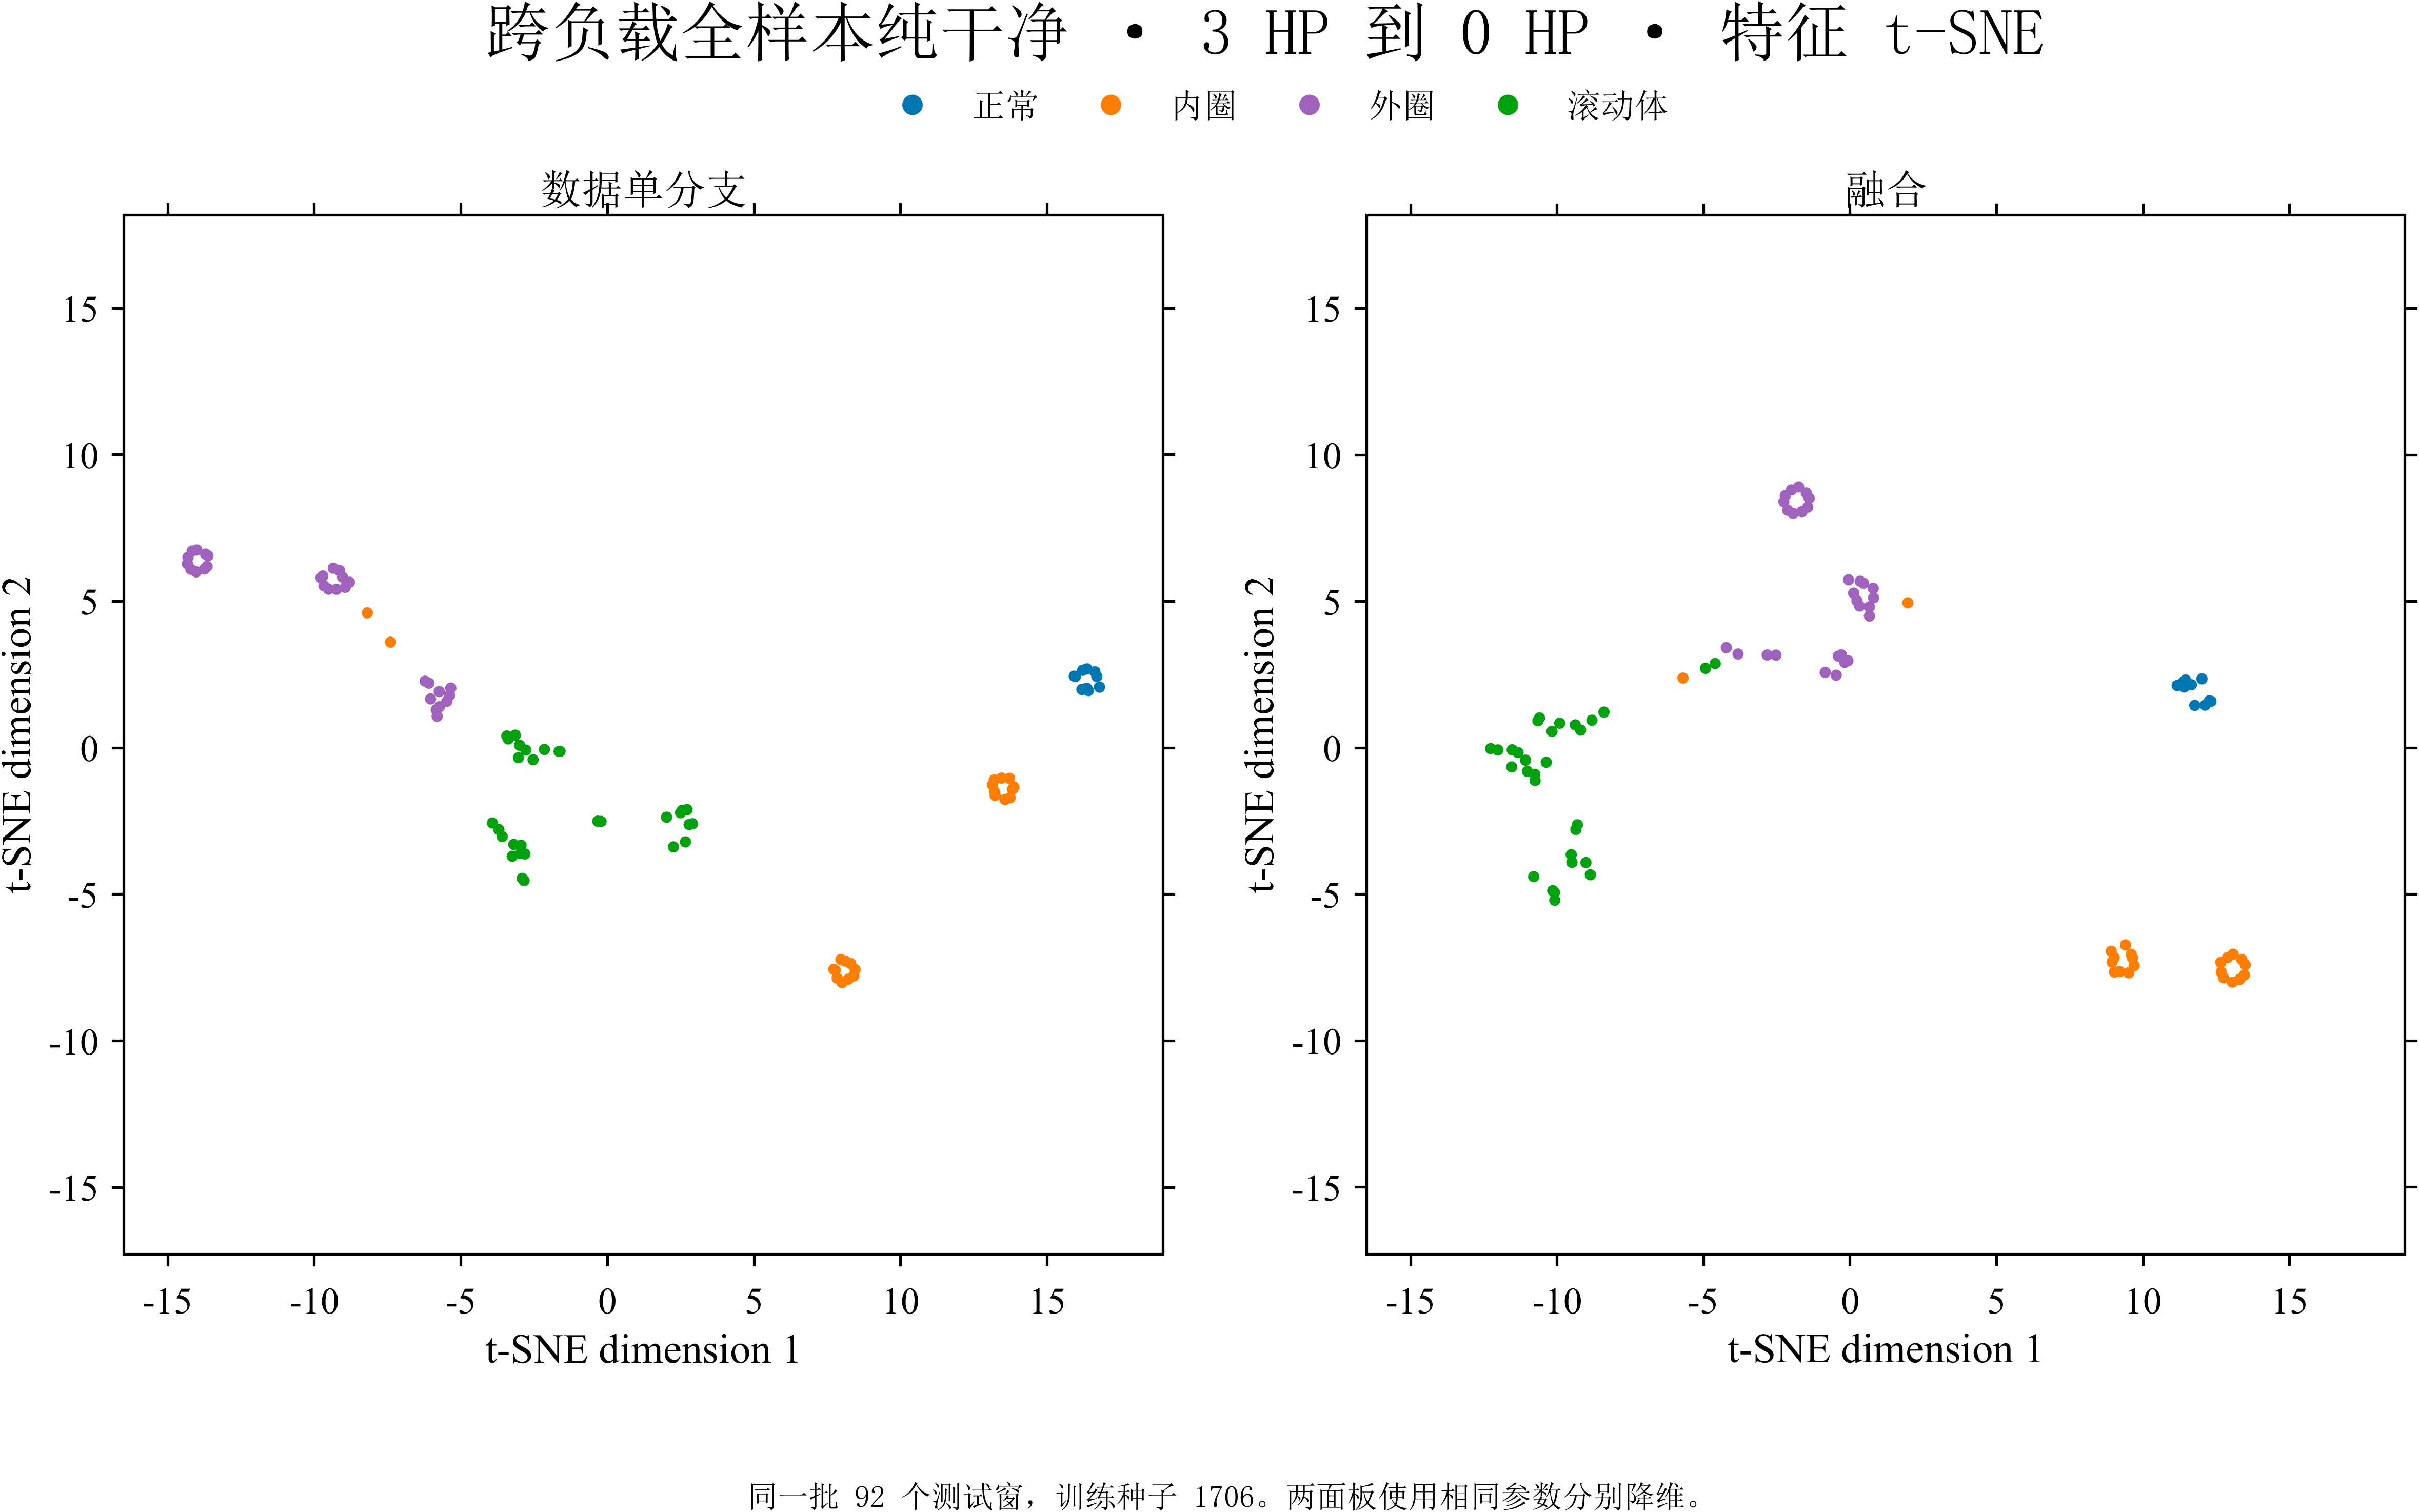 跨负载全样本纯干净 · 3 HP 到 0 HP · 特征 t-SNE
正常 内圈 外圈 滚动体
数据单分支
15
10
5
0
-5
-10
-15
t-SNE dimension 2
-15 -10 -5 0 5 10 15
t-SNE dimension 1
融合
15
10
5
0
-5
-10
-15
t-SNE dimension 2
-15 -10 -5 0 5 10 15
t-SNE dimension 1
同一批 92 个测试窗，训练种子 1706。两面板使用相同参数分别降维。